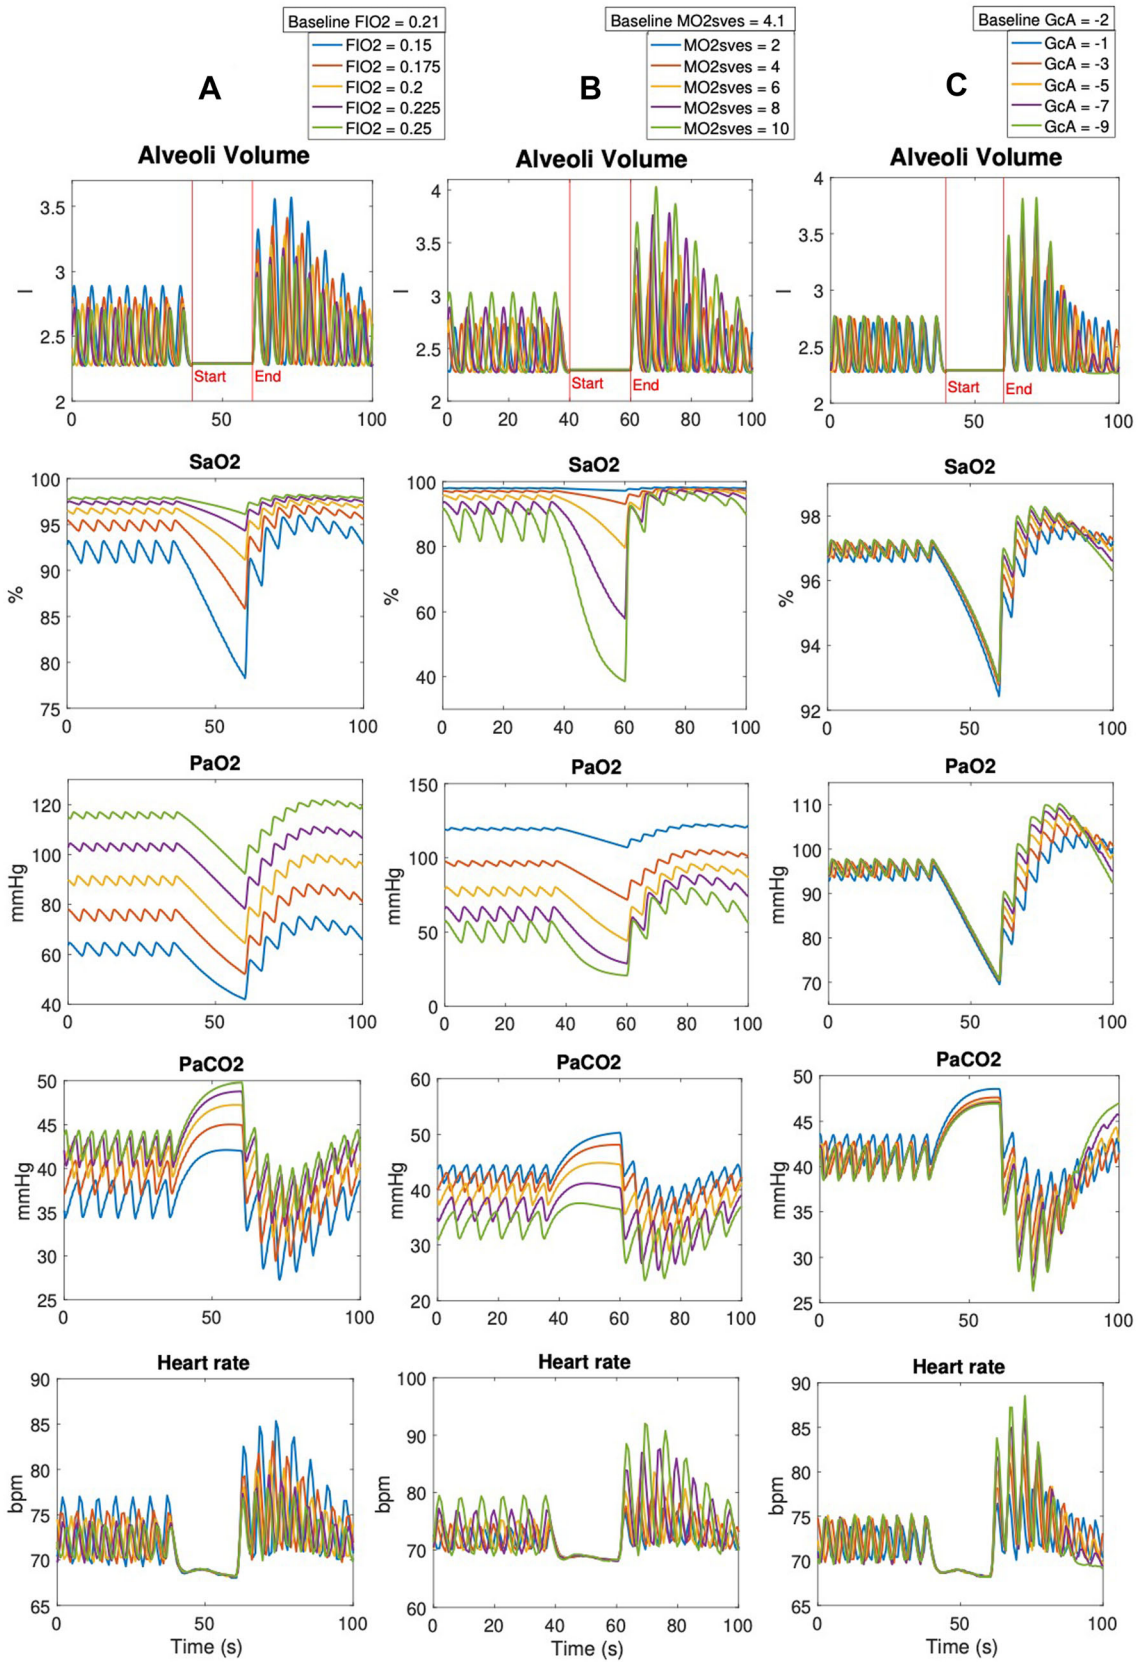 Baseline FIO2 = 0.21
FIO2 = 0.15
FIO2 = 0.175
FIO2 = 0.2
FIO2 = 0.225
FIO2 = 0.25
A
Baseline MO2sves = 4.1
MO2sves = 2
MO2sves = 4
MO2sves = 6
MO2sves = 8
MO2sves = 10
B
Baseline GcA = -2
GcA = -1
GcA = -3
GcA = -5
GcA = -7
GcA = -9
C
Alveoli Volume
l
3.5
3
2.5
2
Start
End
0
50
100
Alveoli Volume
l
4
3.5
3
2.5
2
Start
End
0
20
40
60
80
100
Alveoli Volume
l
4
3.5
3
2.5
2
Start
End
0
50
100
SaO2
%
100
95
90
85
80
75
0
50
100
SaO2
%
100
80
60
40
0
20
40
60
80
100
SaO2
%
98
96
94
92
0
50
100
PaO2
mmHg
120
100
80
60
40
0
50
100
PaO2
mmHg
150
100
50
0
0
20
40
60
80
100
PaO2
mmHg
110
100
90
80
70
0
50
100
PaCO2
mmHg
50
45
40
35
30
25
0
50
100
PaCO2
mmHg
60
50
40
30
20
0
20
40
60
80
100
PaCO2
mmHg
50
45
40
35
30
25
0
50
100
Heart rate
bpm
90
85
80
75
70
65
0
50
100
Time (s)
Heart rate
bpm
100
90
80
70
60
0
20
40
60
80
100
Time (s)
Heart rate
bpm
90
85
80
75
70
65
0
50
100
Time (s)